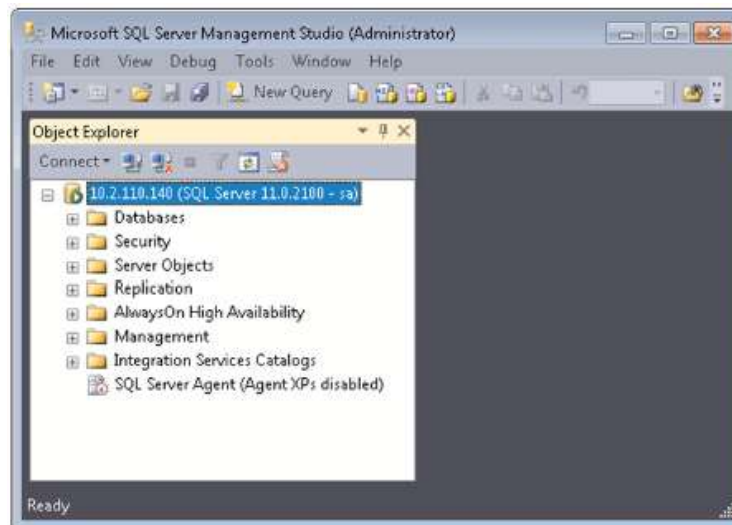 Microsoft SQL Server Management Studio (Administrator)
File Edit View Debug Tools Window Help
New Query
Object Explorer
Connect
10.2.110.140 (SQL Server 11.0.2100 - sa)
Databases
Security
Server Objects
Replication
AlwaysOn High Availability
Management
Integration Services Catalogs
SQL Server Agent (Agent XPs disabled)
Ready